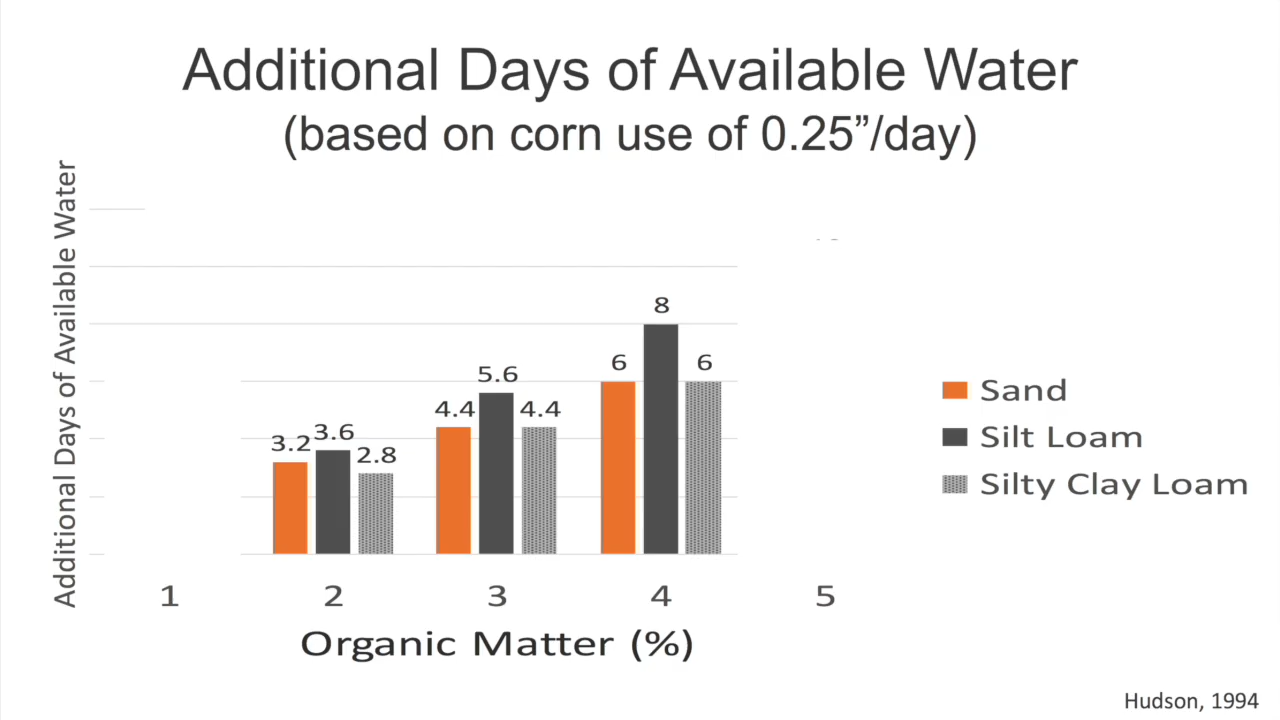 Additional Days of Available Water
(based on corn use of 0.25”/day)
Additional Days of Available Water
8
6
6
5.6
4.4
4.4
3.2
3.6
2.8
Sand
Silt Loam
Silty Clay Loam
1
2
3
4
5
Organic Matter (%)
Hudson, 1994